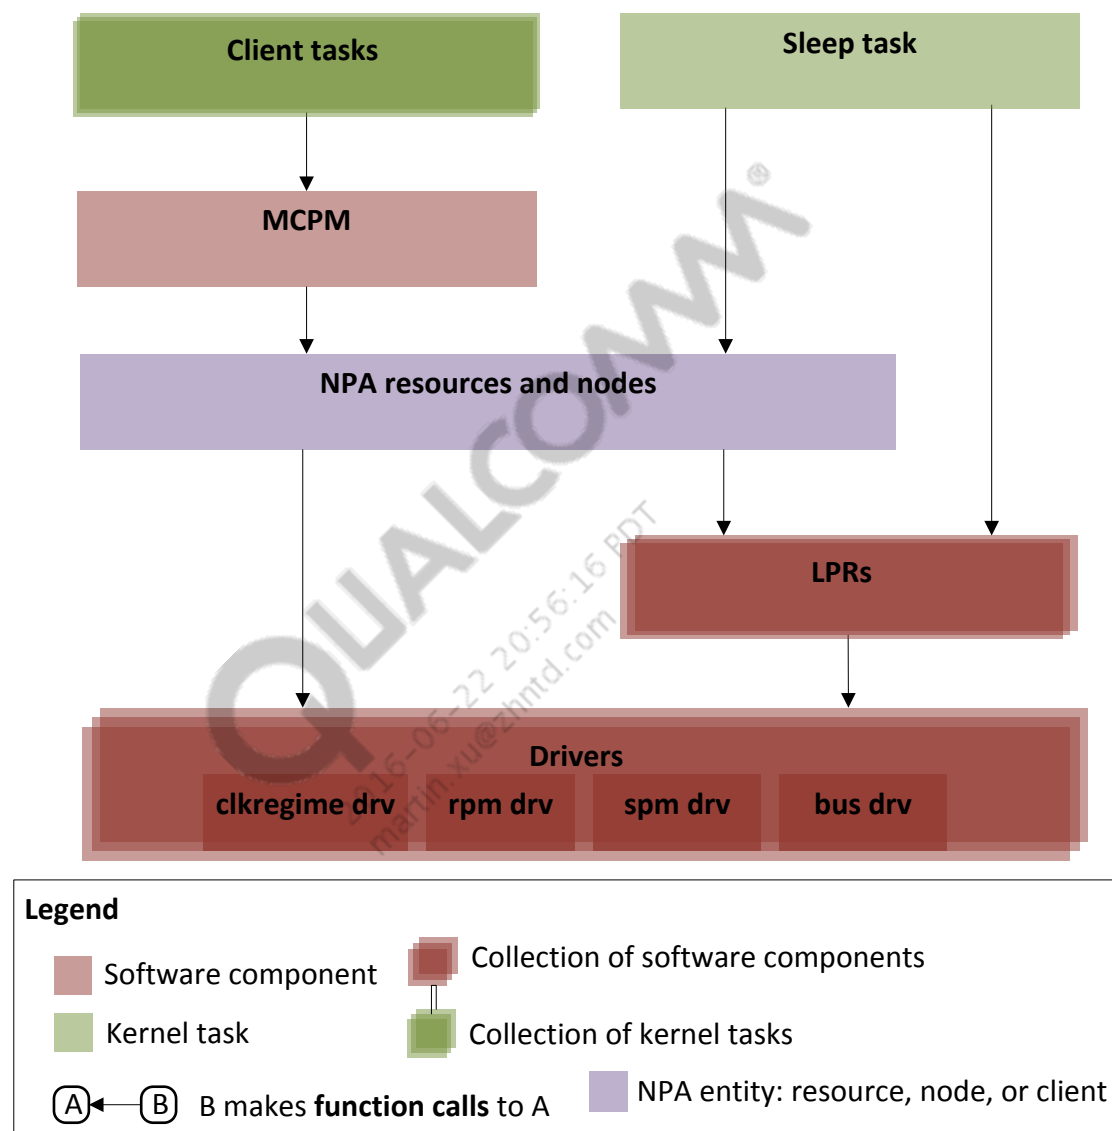 Client tasks
Sleep task
MCPM
NPA resources and nodes
LPRs
Drivers
clkregime drv
rpm drv
spm drv
bus drv
QUALCOMM®
2016-06-22 20:56:16 PDT
martin.xu@zhntd.com
Legend
Software component
Collection of software components
Kernel task
Collection of kernel tasks
A B B makes function calls to A
NPA entity: resource, node, or client